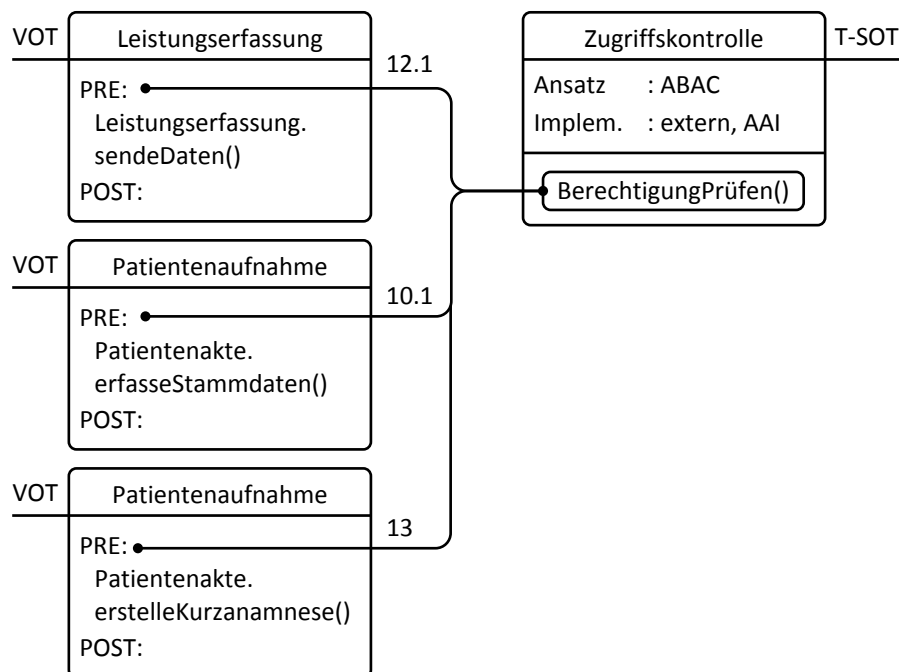 VOT
Leistungserfassung
12.1
PRE:
Leistungserfassung.
sendeDaten()
POST:
VOT
Patientenaufnahme
10.1
PRE:
Patientenakte.
erfasseStammdaten()
POST:
VOT
Patientenaufnahme
13
PRE:
Patientenakte.
erstelleKurzanamnese()
POST:
Zugriffskontrolle
T-SOT
Ansatz : ABAC
Implem. : extern, AAI
BerechtigungPrüfen()